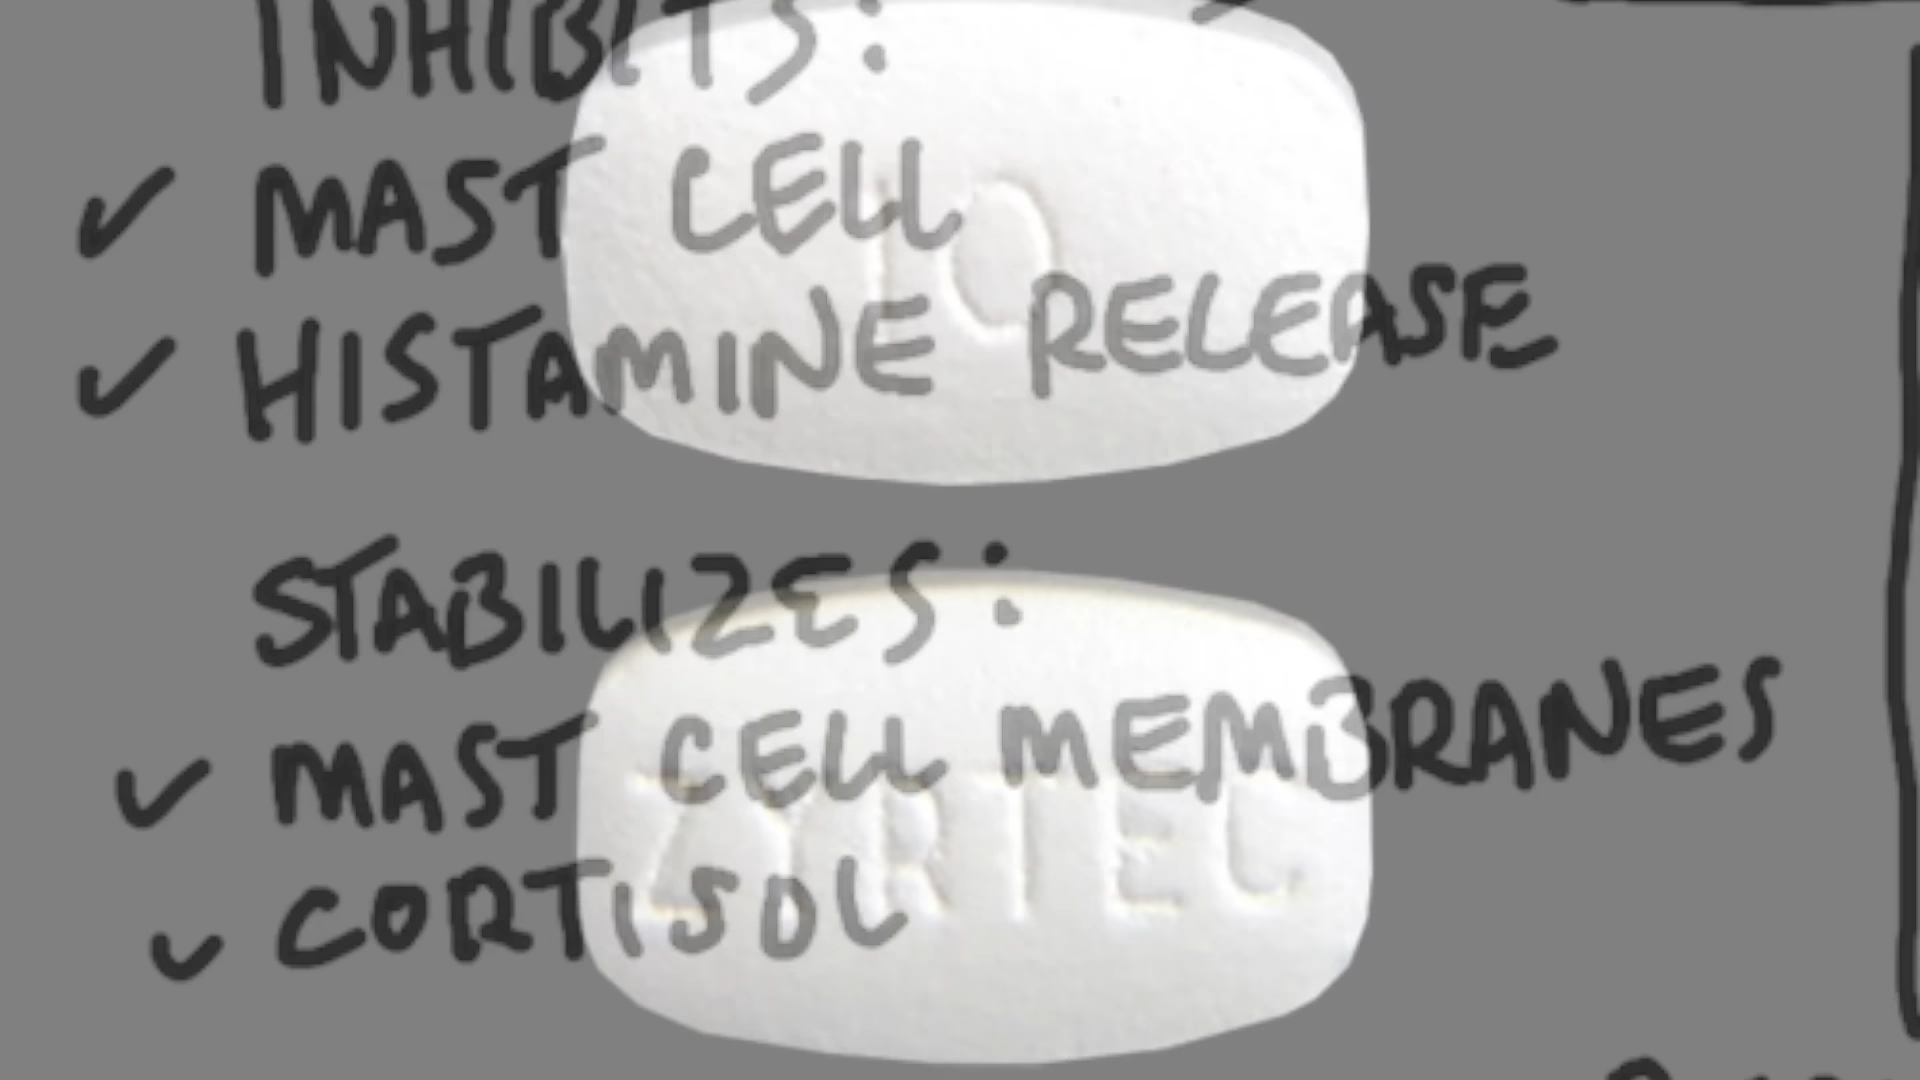 INHIBITS:
✓ MAST CELL
10
✓ HISTAMINE RELEASE
STABILIZES:
✓ MAST CELL MEMBRANES
ZYRTEC
✓ CORTISOL